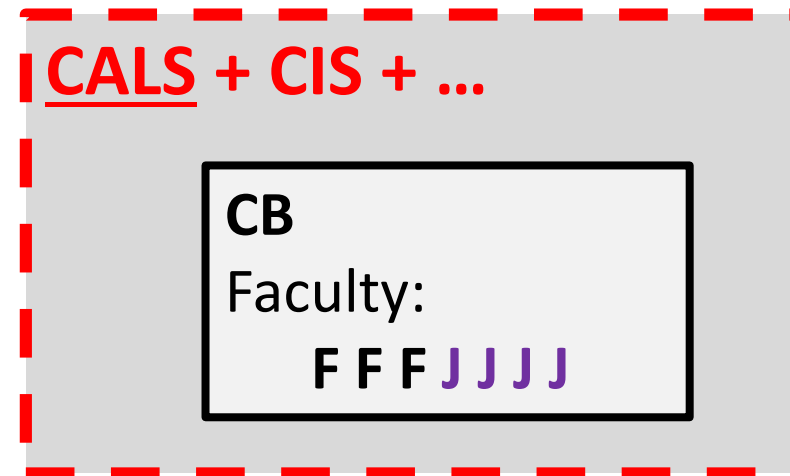 CALS + CIS + …
CB
Faculty:
F F F J J J J